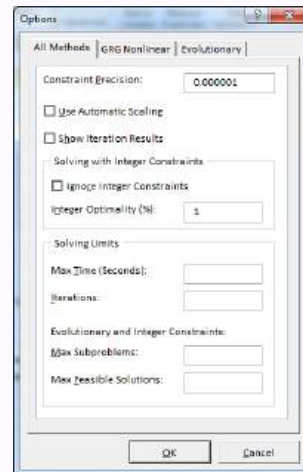 Options
All Methods GRG Nonlinear Evolutionary
Constraint Precision: 0.000001
Use Automatic Scaling
Show Iteration Results
Solving with Integer Constraints
Ignore Integer Constraints
Integer Optimality (%): 1
Solving Limits
Max Time (Seconds):
Iterations:
Evolutionary and Integer Constraints:
Max Subproblems:
Max Feasible Solutions:
OK Cancel